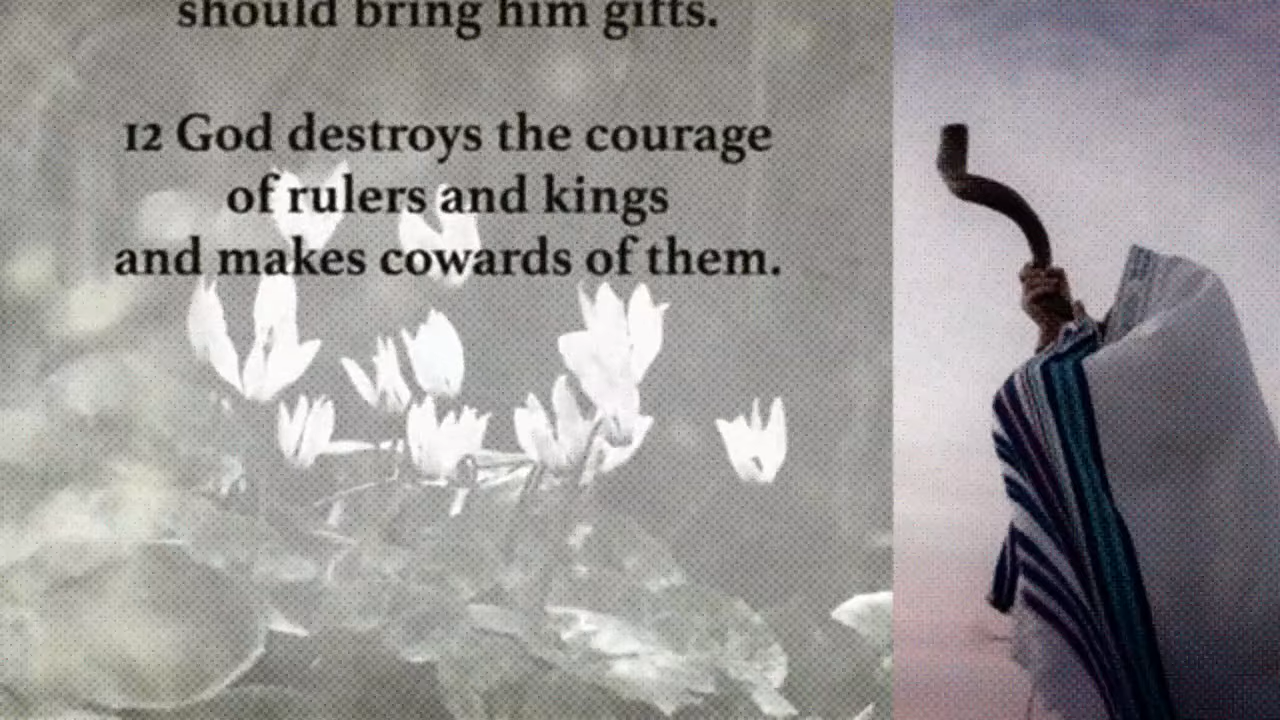 should bring him gifts.
12 God destroys the courage
of rulers and kings
and makes cowards of them.